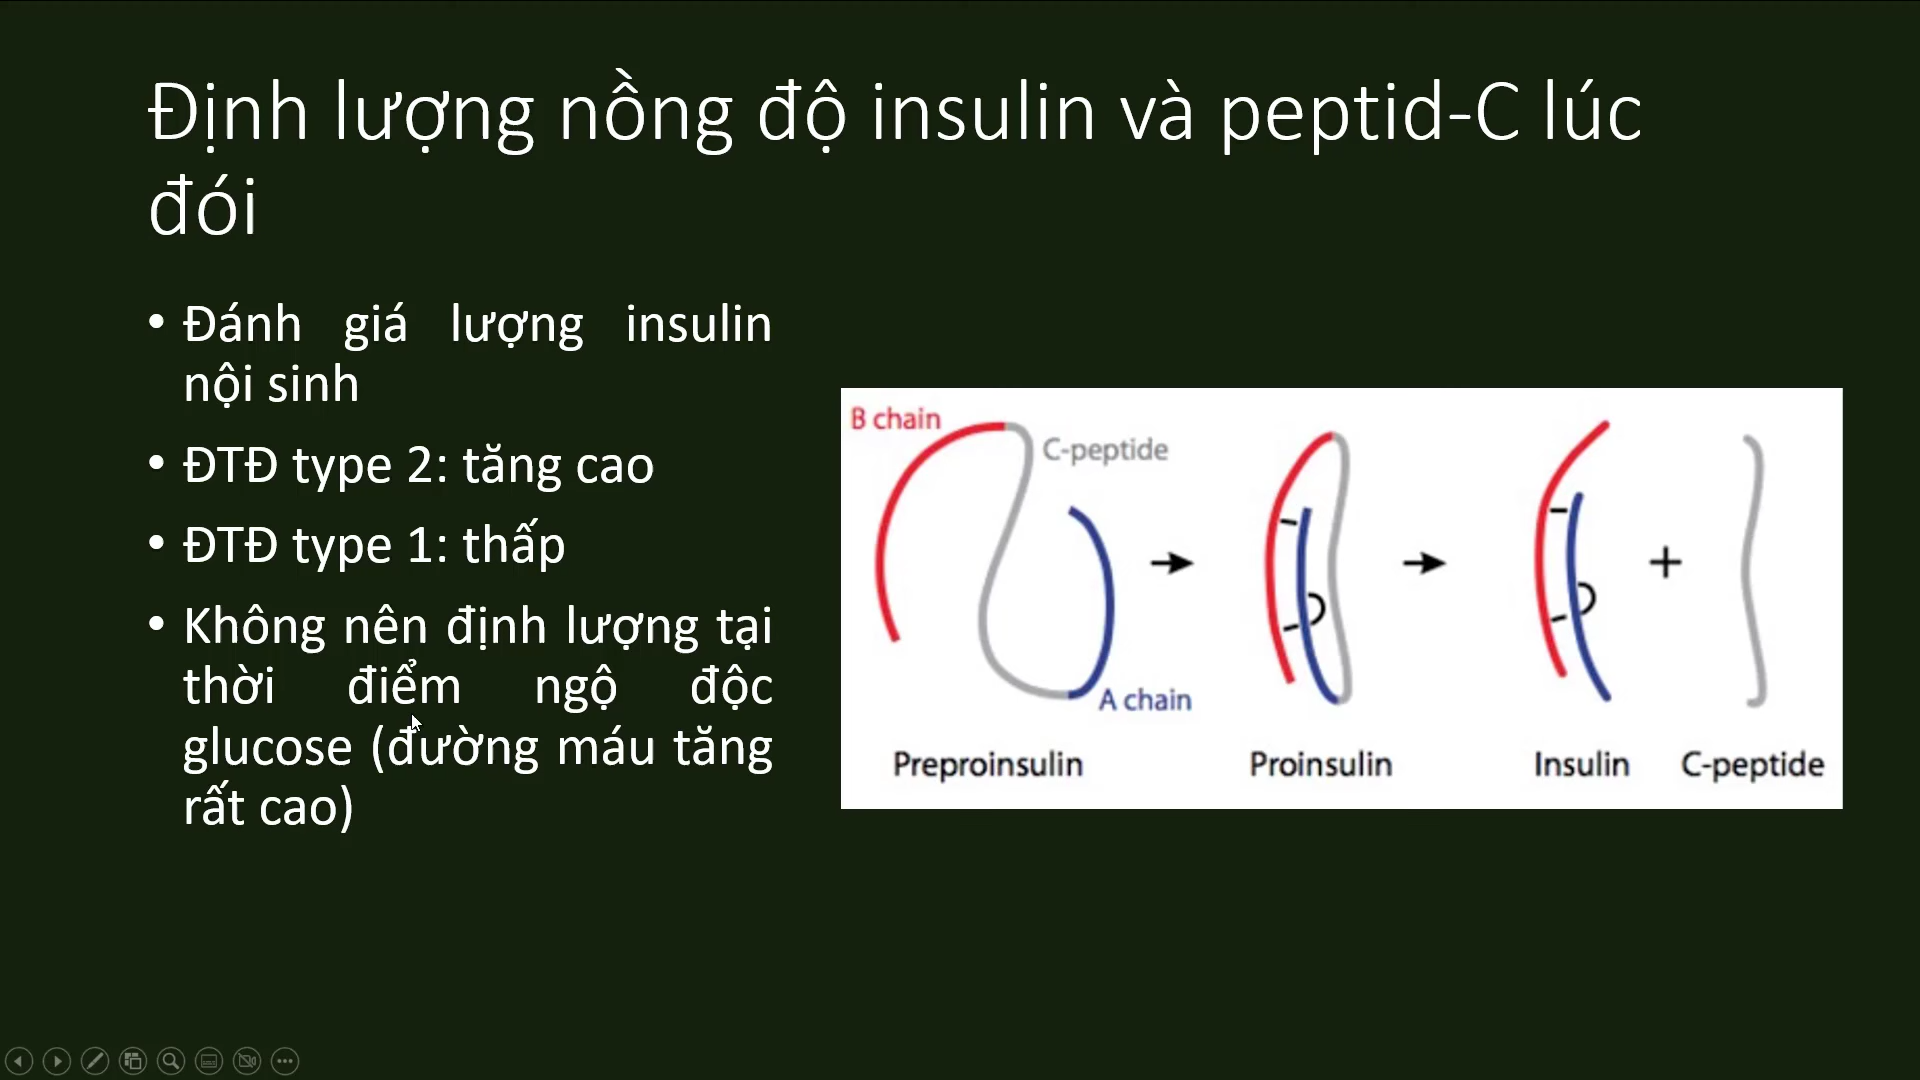 Định lượng nồng độ insulin và peptid-C lúc
đói
• Đánh giá lượng insulin
nội sinh
• ĐTĐ type 2: tăng cao
• ĐTĐ type 1: thấp
• Không nên định lượng tại
thời điểm ngộ độc
glucose (đường máu tăng
rất cao)
B chain
C-peptide
A chain
+
Preproinsulin
Proinsulin
Insulin
C-peptide